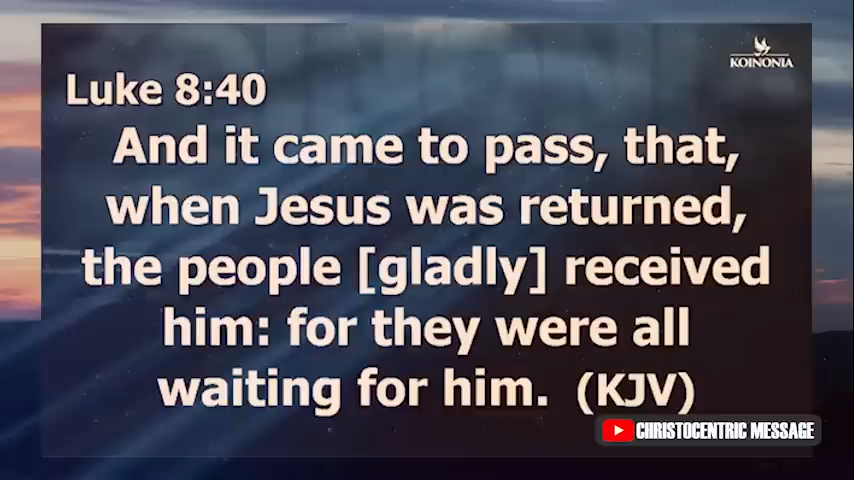 KOINONIA
Luke 8:40
And it came to pass, that,
when Jesus was returned,
the people [gladly] received
him: for they were all
waiting for him. (KJV)
CHRISTOCENTRIC MESSAGE